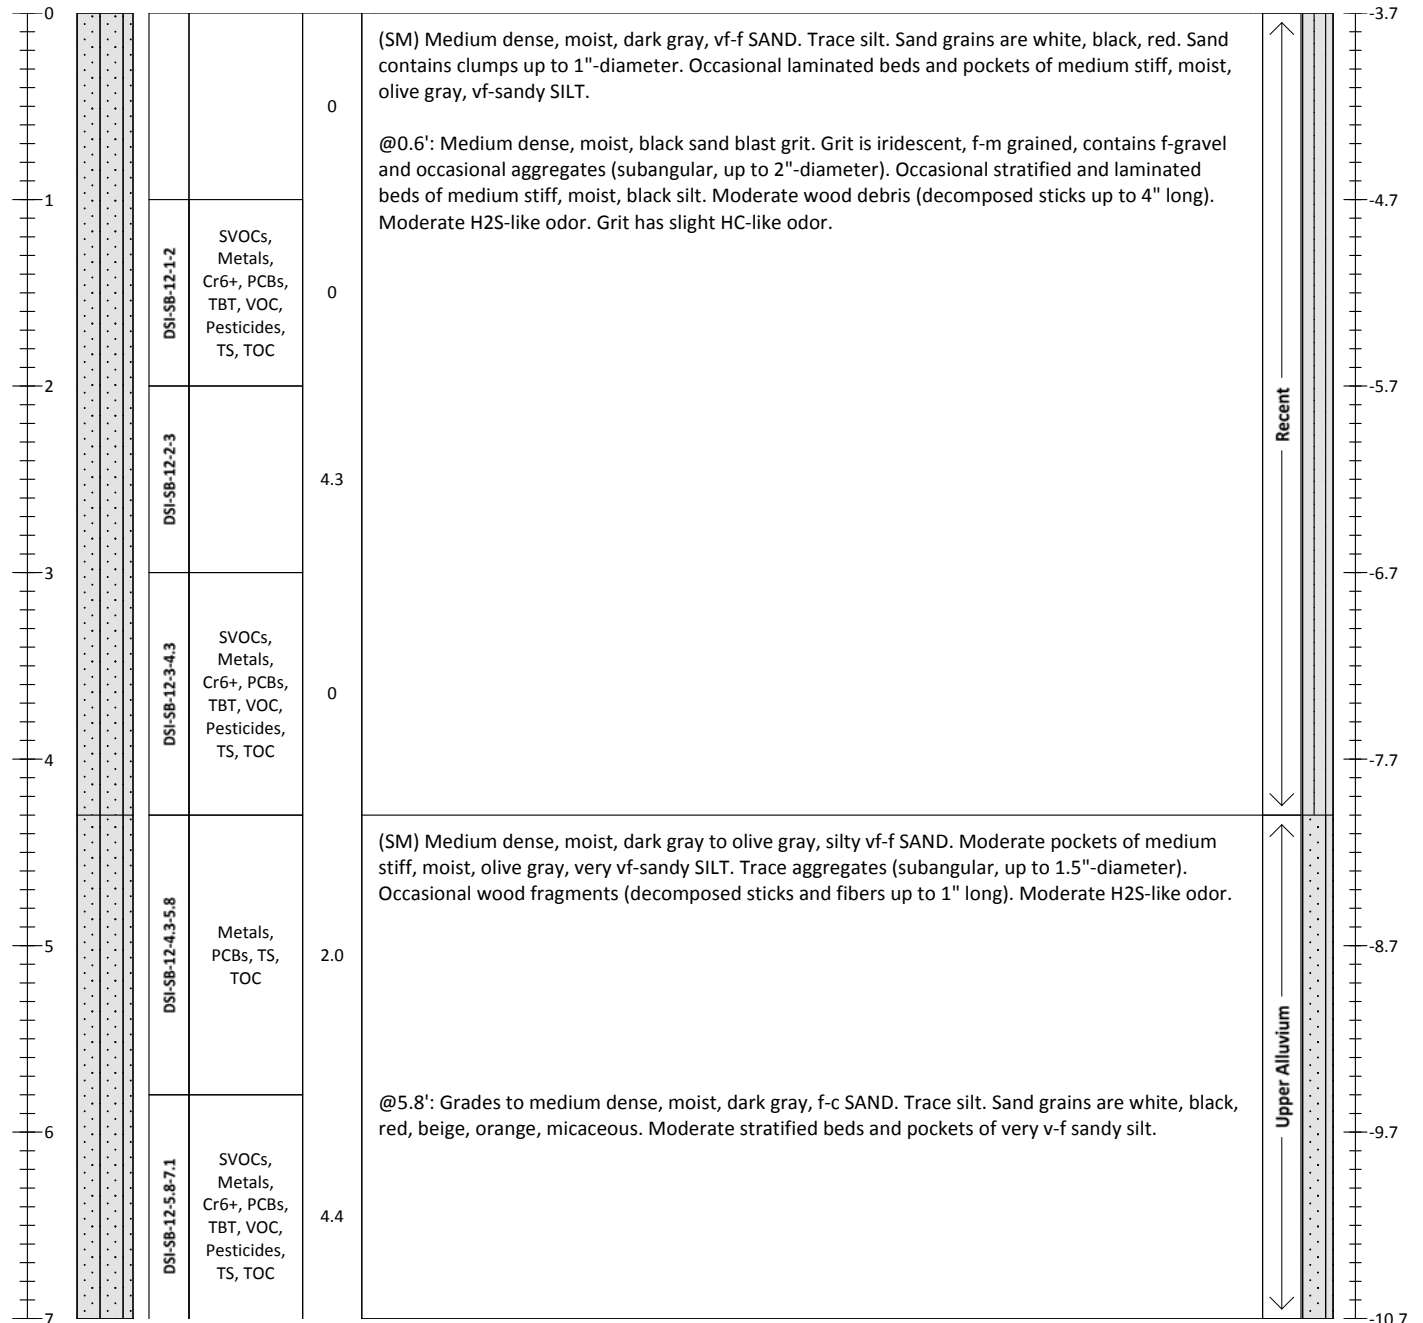 0
1
2
3
4
5
6
7
DSI-SB-12-1-2
DSI-SB-12-2-3
DSI-SB-12-3-4.3
DSI-SB-12-4.3-5.8
DSI-SB-12-5.8-7.1
SVOCs,
Metals,
Cr6+, PCBs,
TBT, VOC,
Pesticides,
TS, TOC
SVOCs,
Metals,
Cr6+, PCBs,
TBT, VOC,
Pesticides,
TS, TOC
Metals,
PCBs, TS,
TOC
SVOCs,
Metals,
Cr6+, PCBs,
TBT, VOC,
Pesticides,
TS, TOC
0
0
4.3
0
2.0
4.4
(SM) Medium dense, moist, dark gray, vf-f SAND. Trace silt. Sand grains are white, black, red. Sand
contains clumps up to 1"-diameter. Occasional laminated beds and pockets of medium stiff, moist,
olive gray, vf-sandy SILT.
@0.6': Medium dense, moist, black sand blast grit. Grit is iridescent, f-m grained, contains f-gravel
and occasional aggregates (subangular, up to 2"-diameter). Occasional stratified and laminated
beds of medium stiff, moist, black silt. Moderate wood debris (decomposed sticks up to 4" long).
Moderate H2S-like odor. Grit has slight HC-like odor.
(SM) Medium dense, moist, dark gray to olive gray, silty vf-f SAND. Moderate pockets of medium
stiff, moist, olive gray, very vf-sandy SILT. Trace aggregates (subangular, up to 1.5"-diameter).
Occasional wood fragments (decomposed sticks and fibers up to 1" long). Moderate H2S-like odor.
@5.8': Grades to medium dense, moist, dark gray, f-c SAND. Trace silt. Sand grains are white, black,
red, beige, orange, micaceous. Moderate stratified beds and pockets of very v-f sandy silt.
Recent
Upper Alluvium
-3.7
-4.7
-5.7
-6.7
-7.7
-8.7
-9.7
-10.7